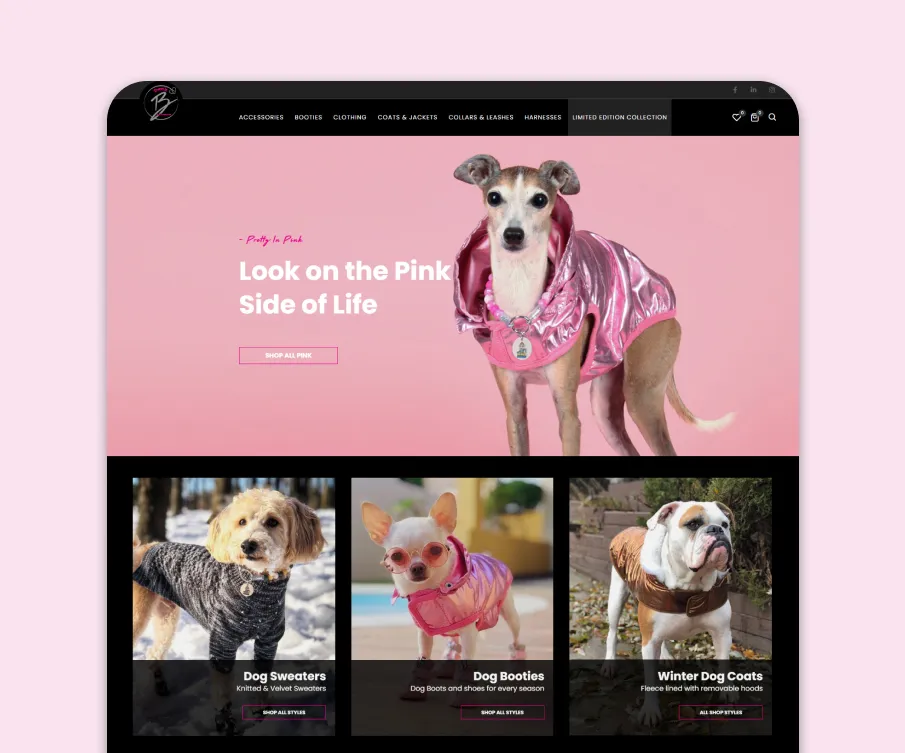 ACCESSORIES BOOTIES CLOTHING COATS & JACKETS COLLARS & LEASHES HARNESSES LIMITED EDITION COLLECTION
0 0
- Pretty In Pink
Look on the Pink
Side of Life
SHOP ALL PINK
Dog Sweaters
Knitted & Velvet Sweaters
SHOP ALL STYLES
Dog Booties
Dog Boots and shoes for every season
SHOP ALL STYLES
Winter Dog Coats
Fleece lined with removable hoods
ALL SHOP STYLES